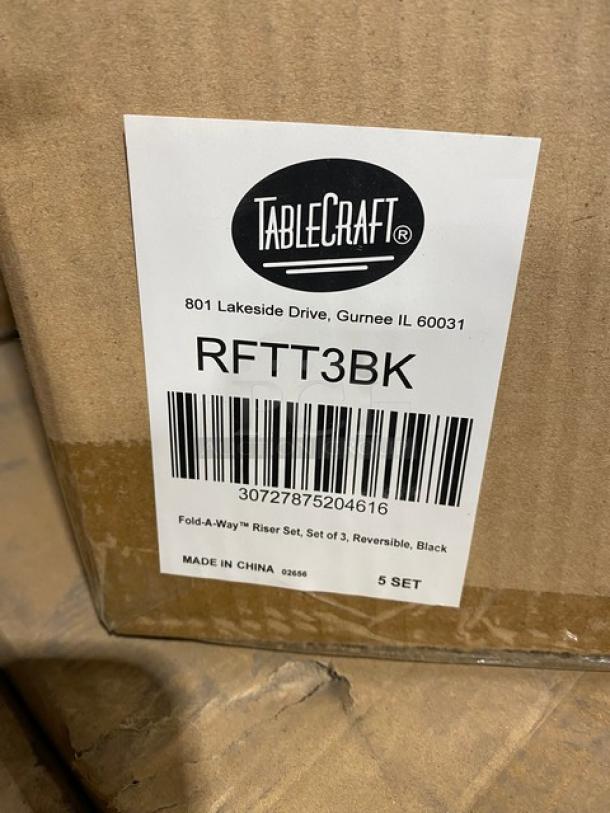 TABLECRAFT®
801 Lakeside Drive, Gurnee IL 60031
RFTT3BK
30727875204616
Fold-A-Way™ Riser Set, Set of 3, Reversible, Black
MADE IN CHINA 02656 5 SET